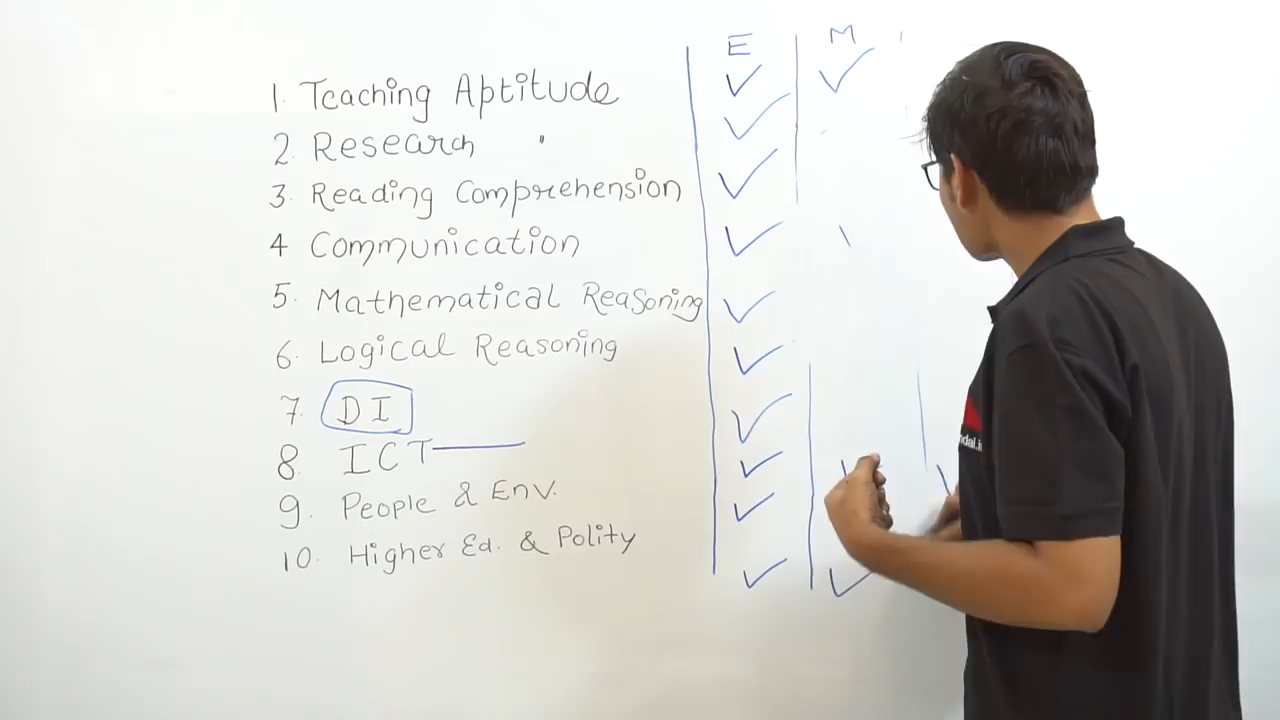 E M
1. Teaching Aptitude
2. Research "
3. Reading Comprehension
4 Communication
5. Mathematical Reasoning
6. Logical Reasoning
7. DI
8 ICT
9. People & Env.
10. Higher Ed. & Polity